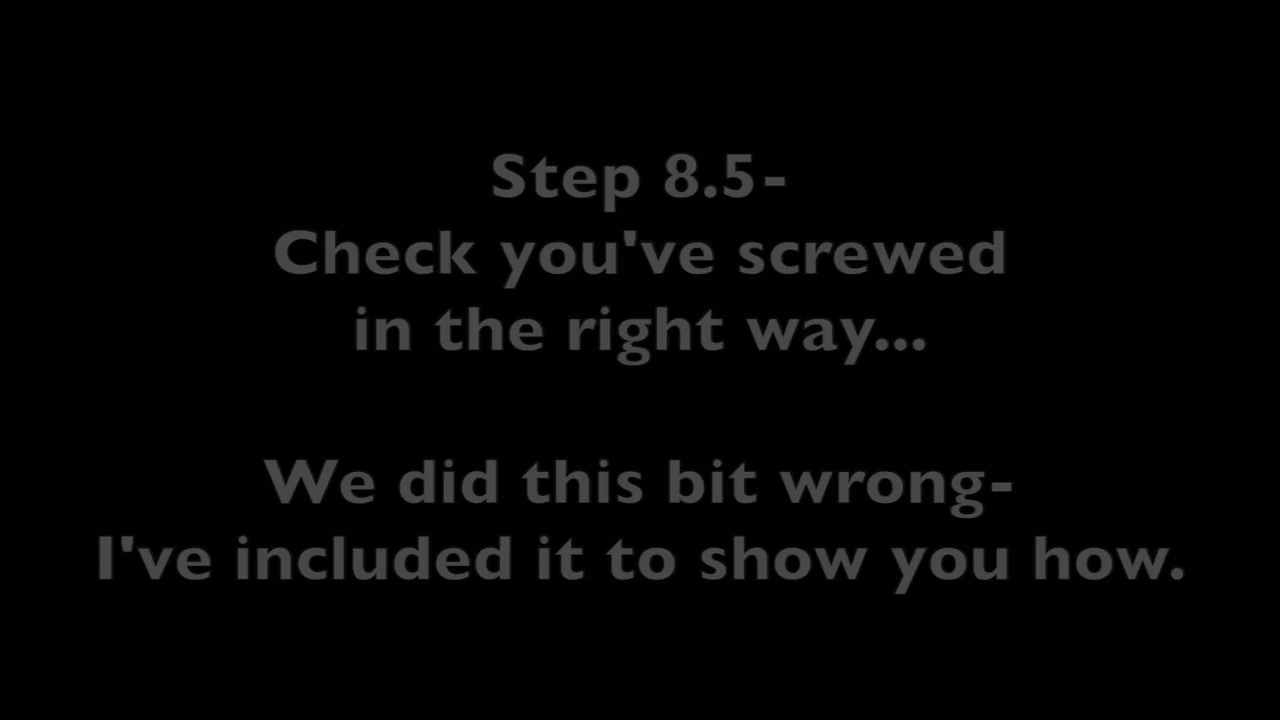 Step 8.5-
Check you've screwed
in the right way...
We did this bit wrong-
I've included it to show you how.